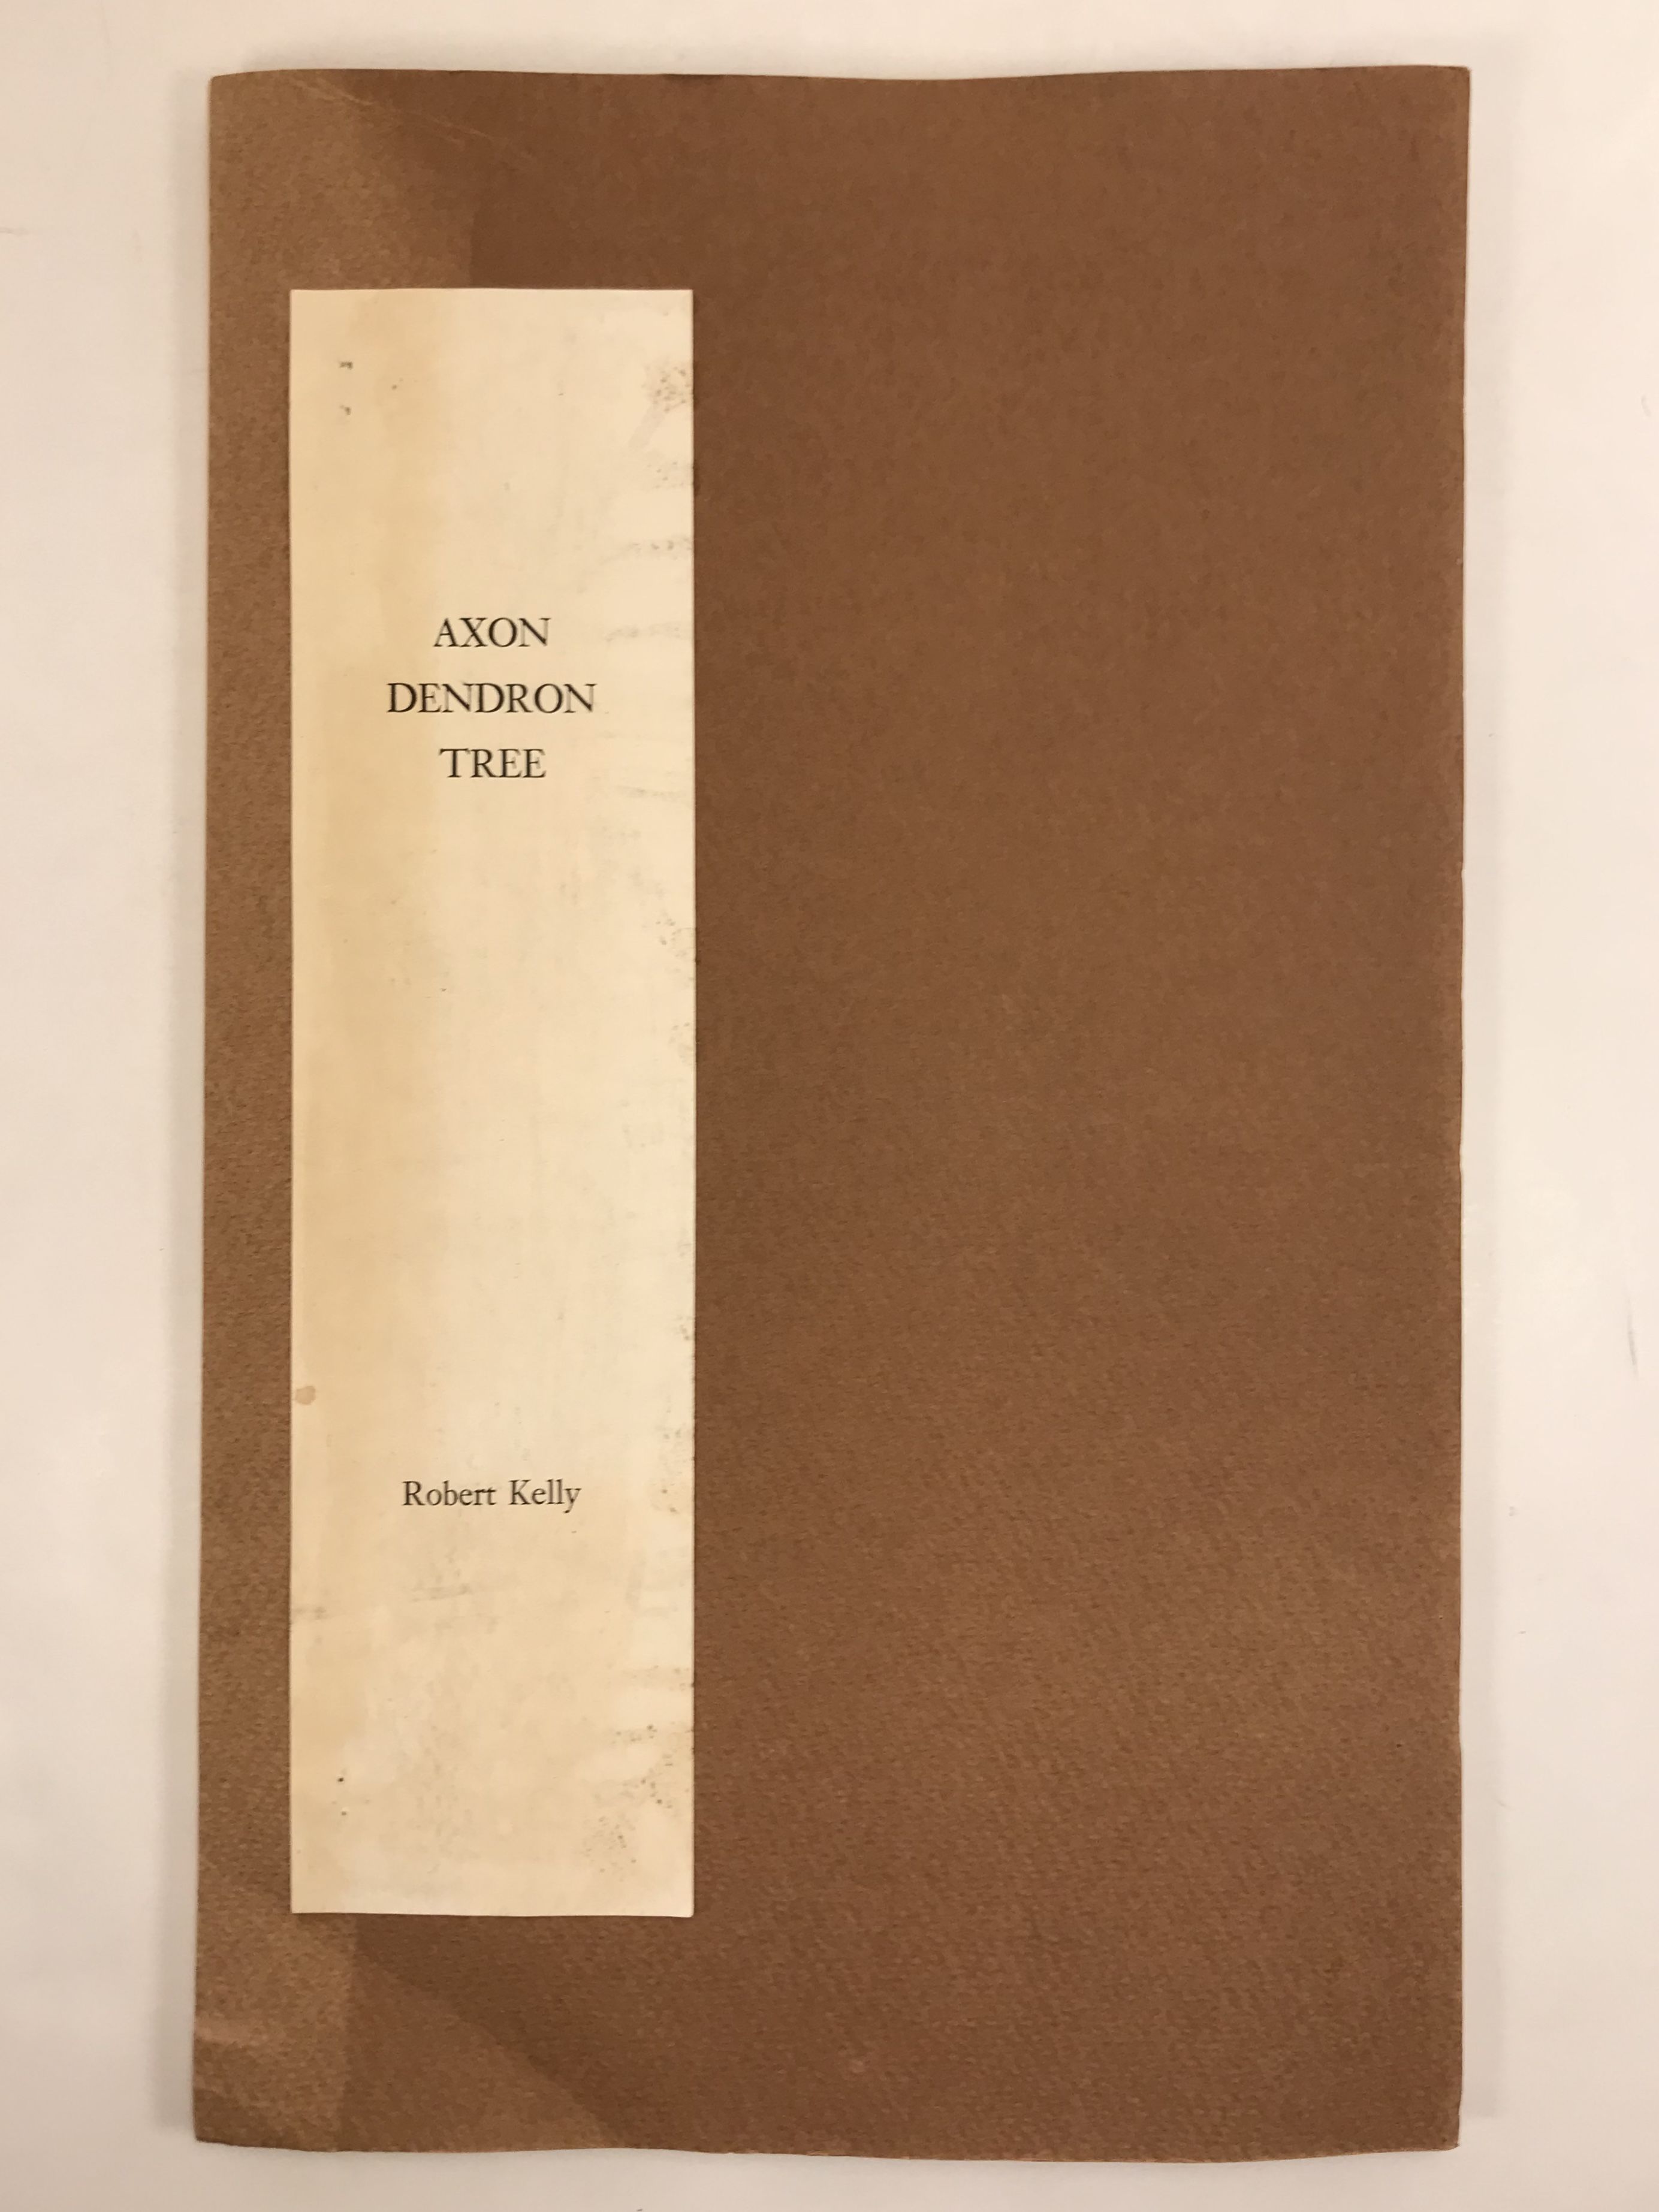 AXON
DENDRON
TREE
Robert Kelly